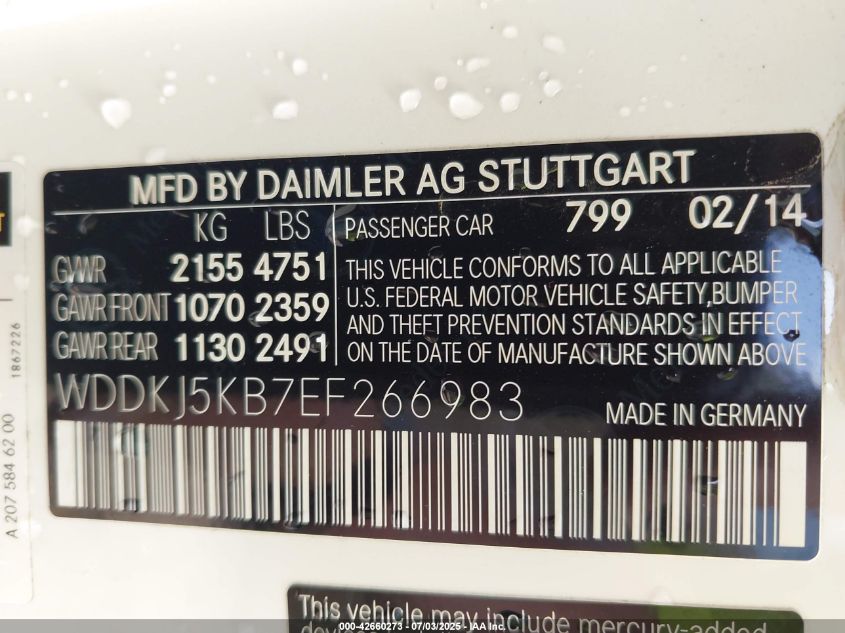 MFD BY DAIMLER AG STUTTGART
KG LBS
GVWR 2155 4751
GAWR FRONT 1070 2359
GAWR REAR 1130 2491
PASSENGER CAR 799 02/14
THIS VEHICLE CONFORMS TO ALL APPLICABLE
U.S. FEDERAL MOTOR VEHICLE SAFETY,BUMPER
AND THEFT PREVENTION STANDARDS IN EFFECT
ON THE DATE OF MANUFACTURE SHOWN ABOVE
WDDKJ5KB7EF266983
MADE IN GERMANY
A 207 584 62 00
1867226
This vehicle may include mercury-added
000-42660273 - 07/03/2025 - IAA Inc.